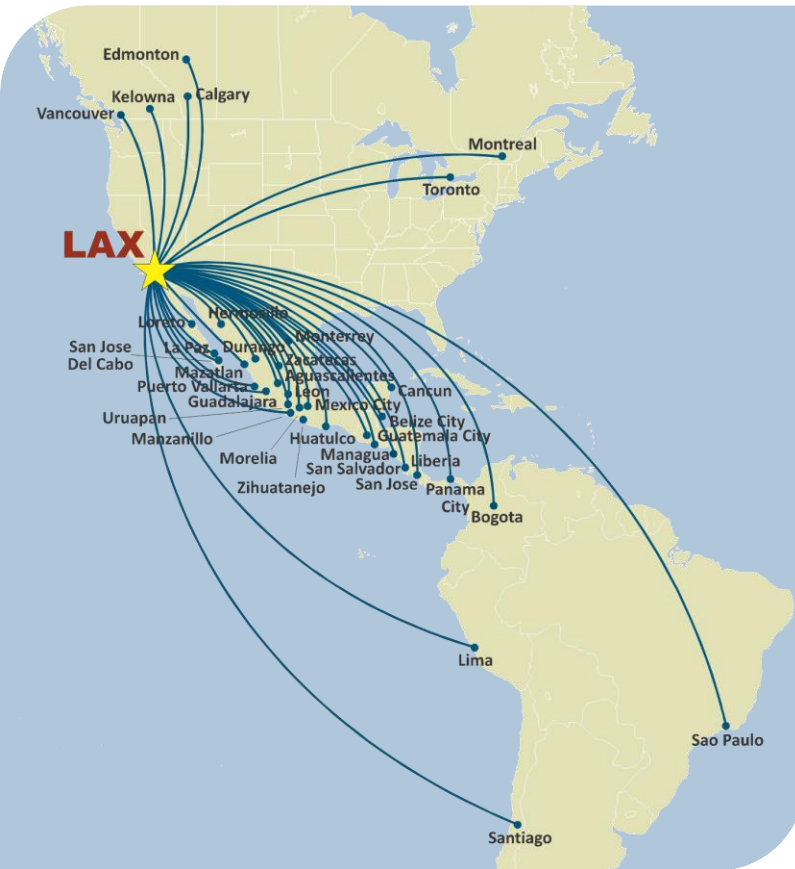 Edmonton
Kelowna
Calgary
Vancouver
Montreal
Toronto
LAX
Hermosillo
Loreto
Monterrey
San Jose
Del Cabo
La Paz
Durango
Zacatecas
Mazatlan
Aguascalientes
Puerto Vallarta
Leon
Cancun
Guadalajara
Mexico City
Uruapan
Belize City
Manzanillo
Huatulco
Guatemala City
Morelia
Managua
Liberia
San Salvador
Zihuatanejo
San Jose
Panama
City
Bogota
Lima
Sao Paulo
Santiago